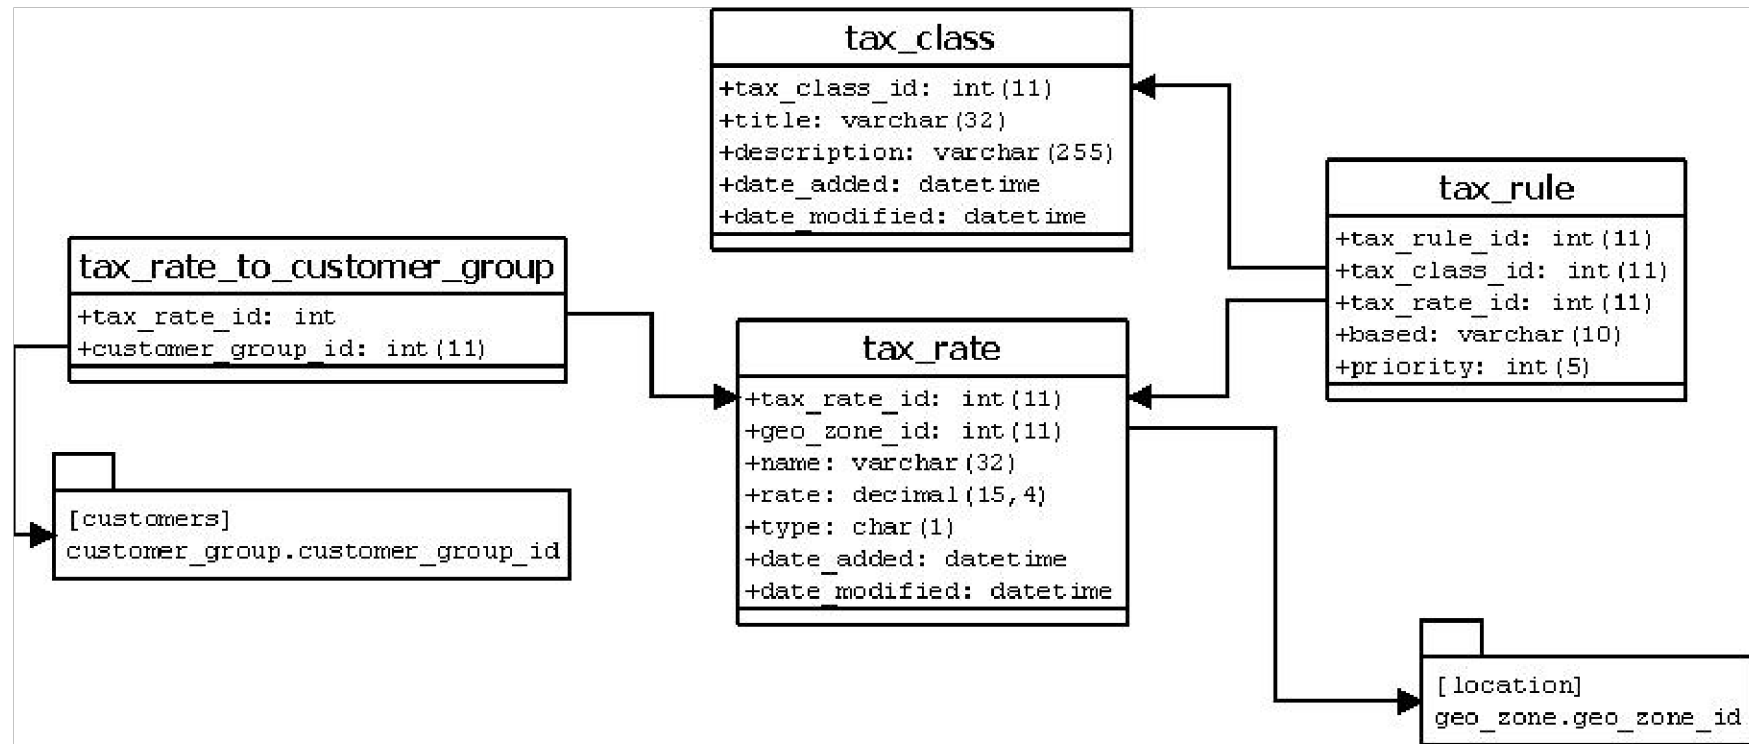 tax_class
+tax_class_id: int(11)
+title: varchar(32)
+description: varchar(255)
+date_added: datetime
+date_modified: datetime
tax_rule
+tax_rule_id: int(11)
+tax_class_id: int(11)
+tax_rate_id: int(11)
+based: varchar(10)
+priority: int(5)
tax_rate_to_customer_group
+tax_rate_id: int
+customer_group_id: int(11)
tax_rate
+tax_rate_id: int(11)
+geo_zone_id: int(11)
+name: varchar(32)
+rate: decimal(15,4)
+type: char(1)
+date_added: datetime
+date_modified: datetime
[customers]
customer_group.customer_group_id
[location]
geo_zone.geo_zone_id